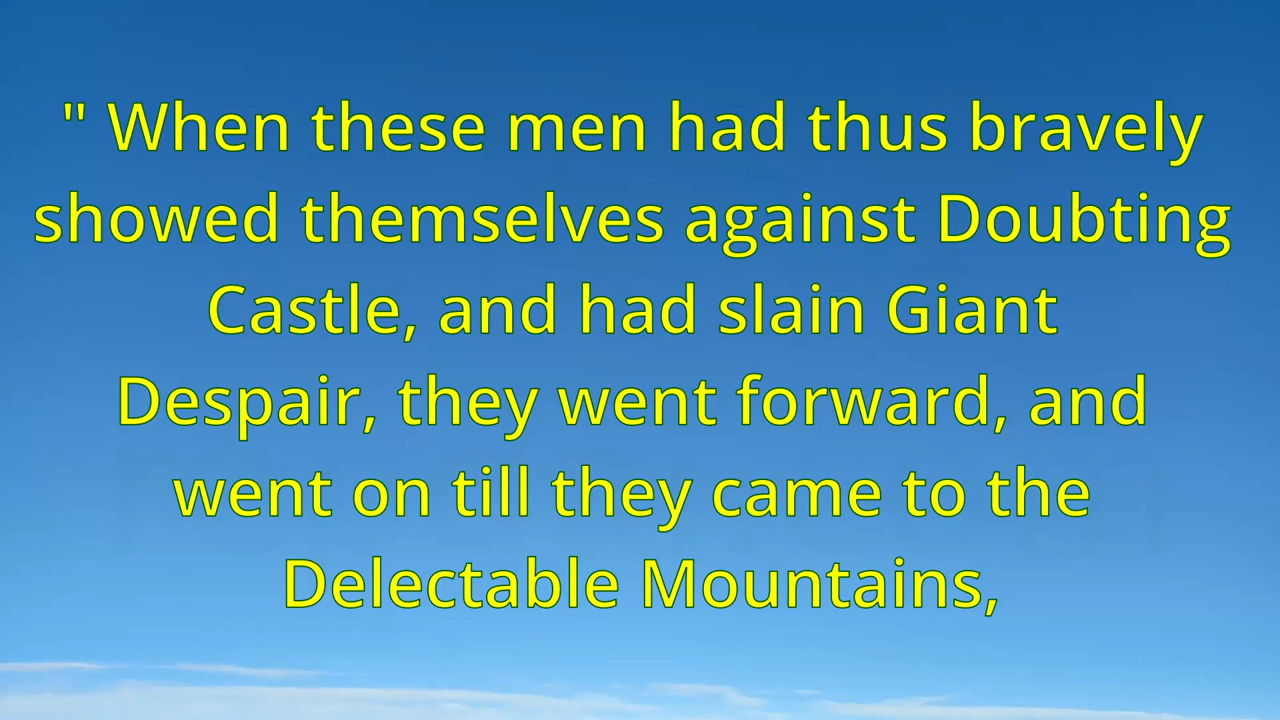 " When these men had thus bravely
showed themselves against Doubting
Castle, and had slain Giant
Despair, they went forward, and
went on till they came to the
Delectable Mountains,